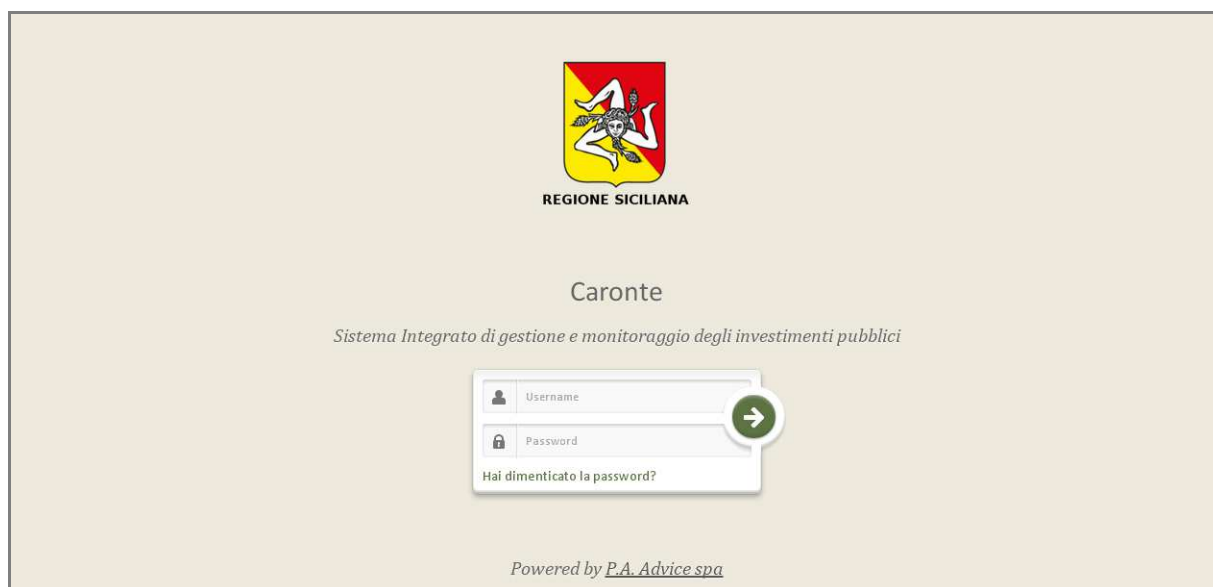 REGIONE SICILIANA
Caronte
Sistema Integrato di gestione e monitoraggio degli investimenti pubblici
Username
Password
Hai dimenticato la password?
Powered by P.A. Advice spa